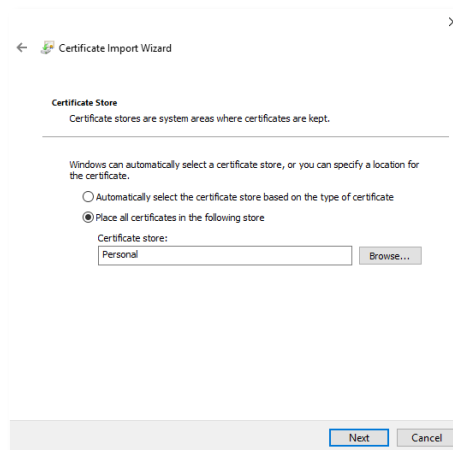 Certificate Import Wizard
Certificate Store
Certificate stores are system areas where certificates are kept.
Windows can automatically select a certificate store, or you can specify a location for
the certificate.
Automatically select the certificate store based on the type of certificate
Place all certificates in the following store
Certificate store:
Personal
Browse...
Next
Cancel